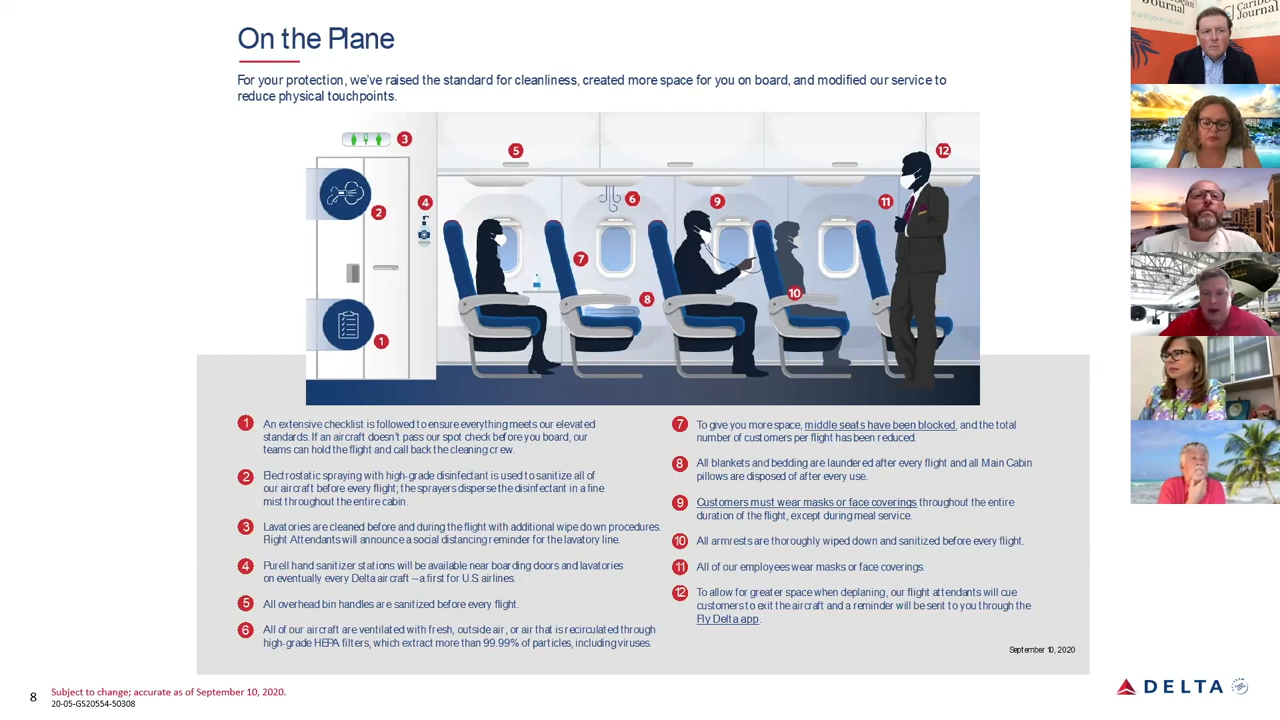 On the Plane
For your protection, we've raised the standard for cleanliness, created more space for you on board, and modified our service to
reduce physical touchpoints.
3
5
12
4
6
9
11
2
7
8
10
1
1 An extensive checklist is followed to ensure everything meets our elevated
standards. If an aircraft doesn't pass our spot check before you board, our
teams can hold the flight and call back the cleaning crew.
2 Electrostatic spraying with high-grade disinfectant is used to sanitize all of
our aircraft before every flight; the sprayers disperse the disinfectant in a fine
mist throughout the entire cabin.
3 Lavatories are cleaned before and during the flight with additional wipe down procedures.
Flight Attendants will announce a social distancing reminder for the lavatory line.
4 Purell hand sanitizer stations will be available near boarding doors and lavatories
on eventually every Delta aircraft – a first for U.S. airlines.
5 All overhead bin handles are sanitized before every flight.
6 All of our aircraft are ventilated with fresh, outside air, or air that is recirculated through
high-grade HEPA filters, which extract more than 99.99% of particles, including viruses.
7 To give you more space, middle seats have been blocked, and the total
number of customers per flight has been reduced.
8 All blankets and bedding are laundered after every flight and all Main Cabin
pillows are disposed of after every use.
9 Customers must wear masks or face coverings throughout the entire
duration of the flight, except during meal service.
10 All armrests are thoroughly wiped down and sanitized before every flight.
11 All of our employees wear masks or face coverings.
12 To allow for greater space when deplaning, our flight attendants will cue
customers to exit the aircraft and a reminder will be sent to you through the
Fly Delta app.
September 10, 2020
8
Subject to change; accurate as of September 10, 2020.
20-05-GS20554-50308
DELTA
Journal
Journal